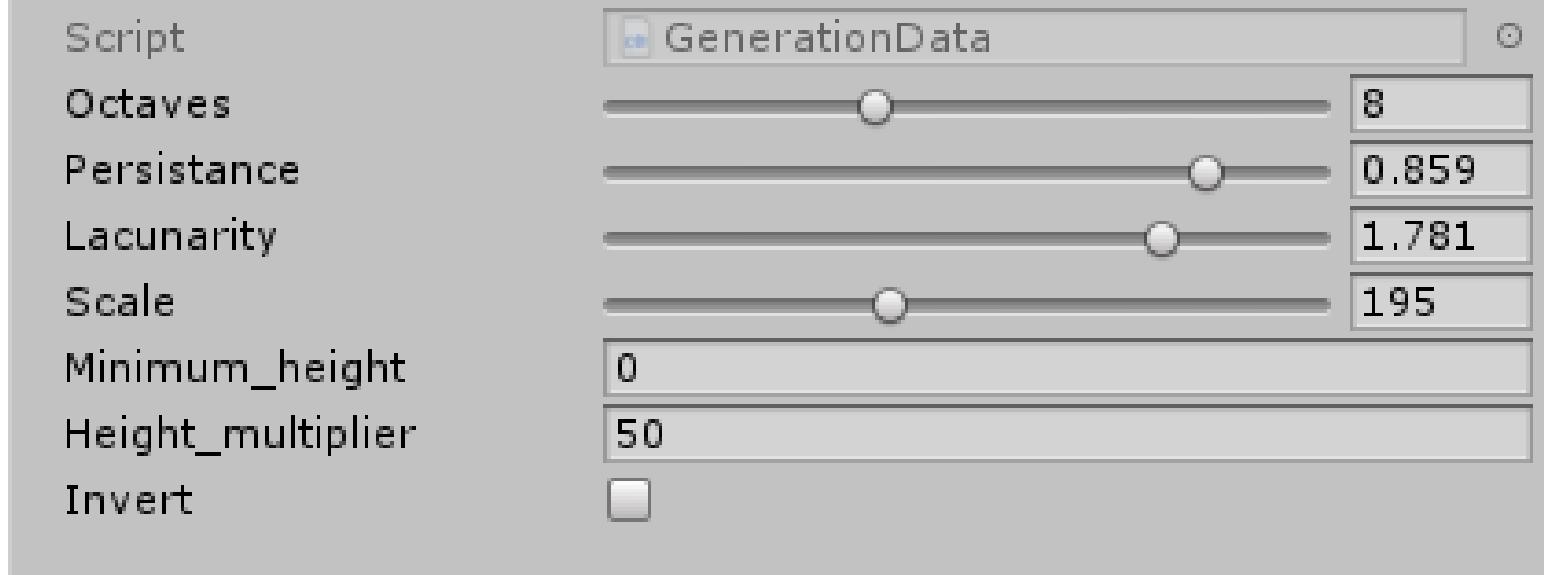 Script GenerationData
Octaves 8
Persistance 0.859
Lacunarity 1.781
Scale 195
Minimum_height 0
Height_multiplier 50
Invert